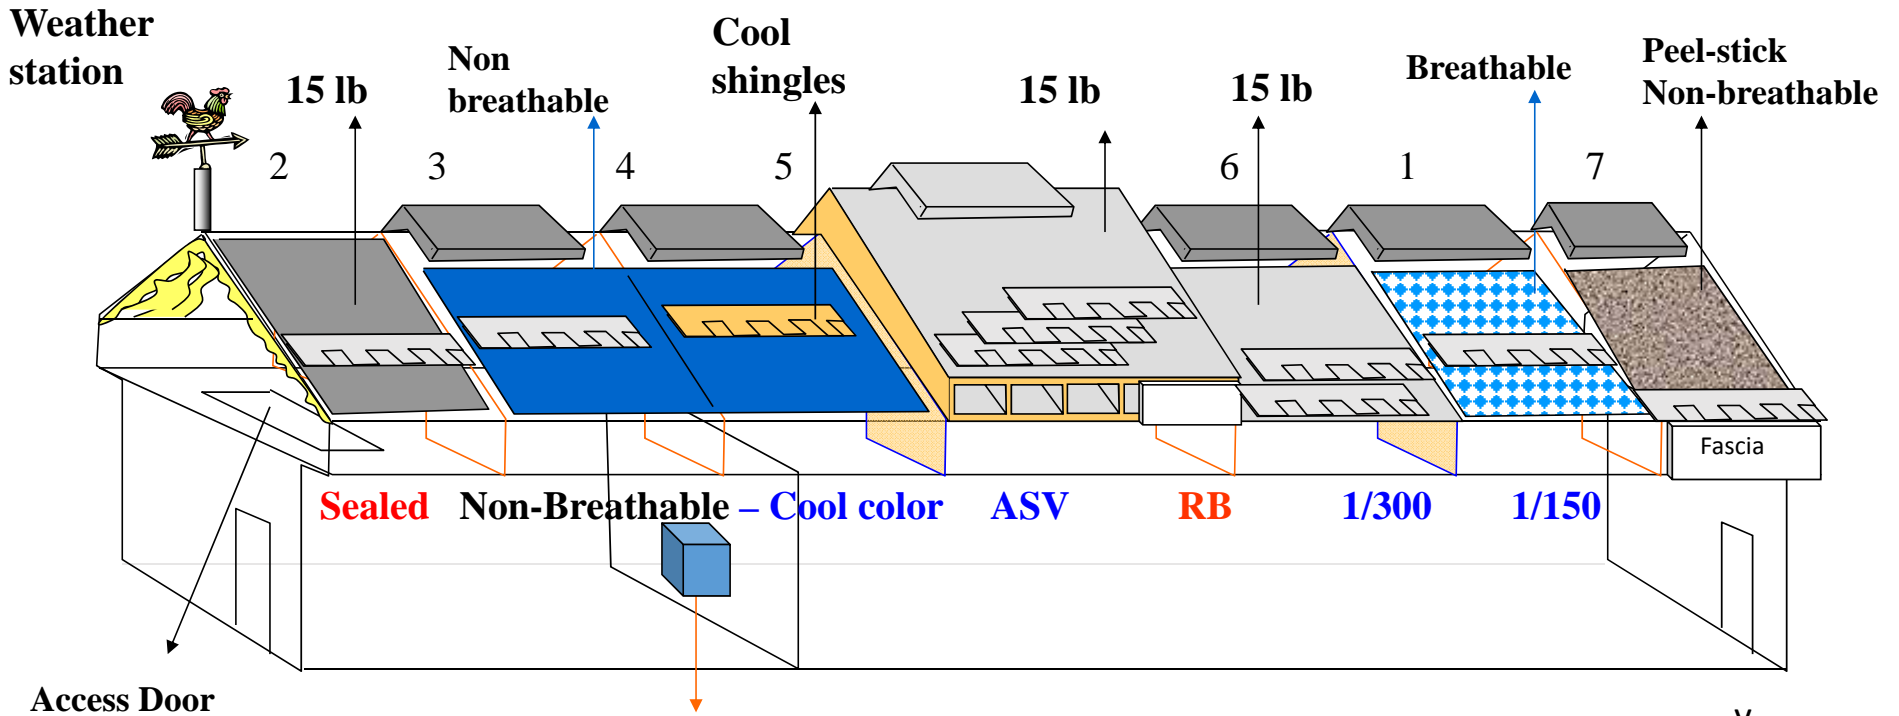 Weather
station
15 lb
Non
breathable
Cool
shingles
15 lb
15 lb
Breathable
Peel-stick
Non-breathable
2 3 4 5 6 1 7
Fascia
Sealed Non-Breathable – Cool color ASV RB 1/300 1/150
Access Door